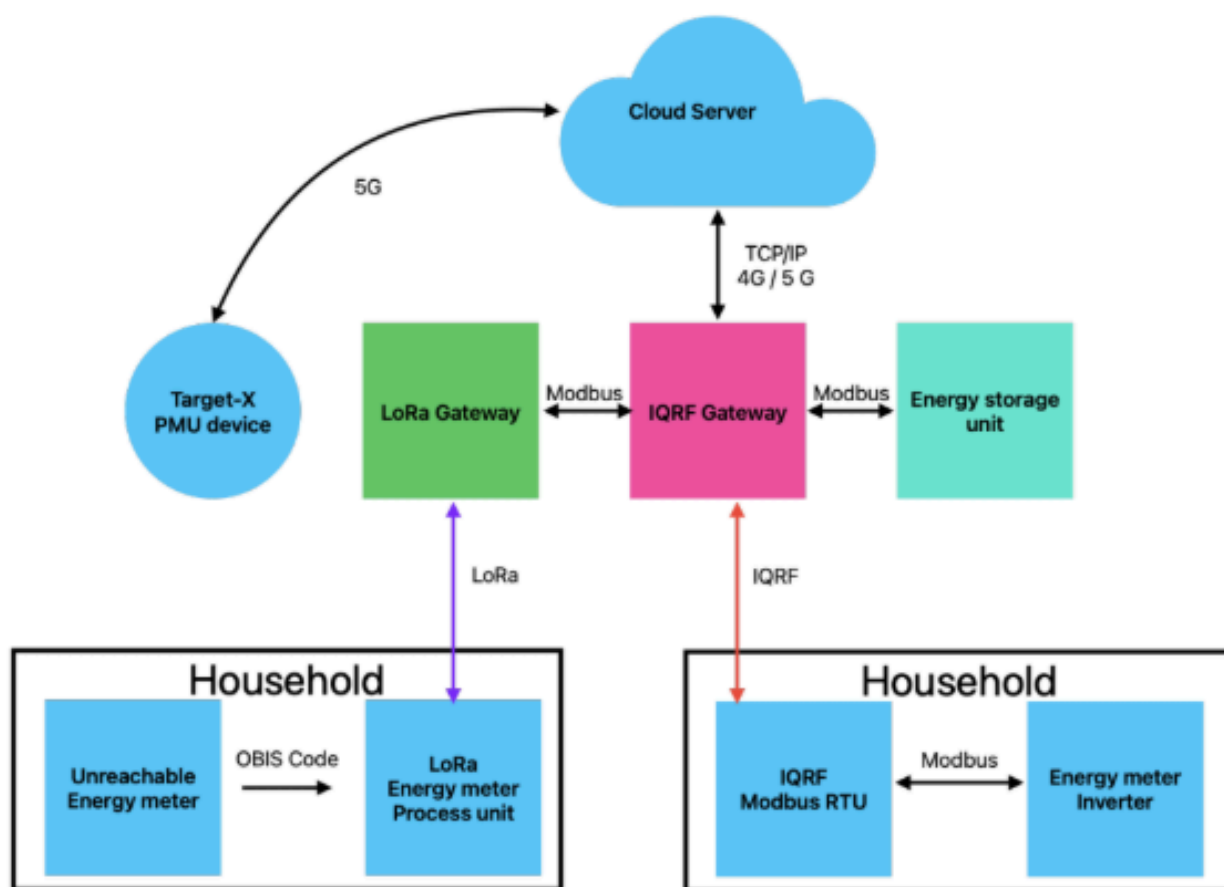 Cloud Server
5G
TCP/IP
4G / 5 G
Target-X
PMU device
LoRa Gateway
Modbus
IQRF Gateway
Modbus
Energy storage
unit
LoRa
IQRF
Household
Unreachable
Energy meter
OBIS Code
LoRa
Energy meter
Process unit
Household
IQRF
Modbus RTU
Modbus
Energy meter
Inverter